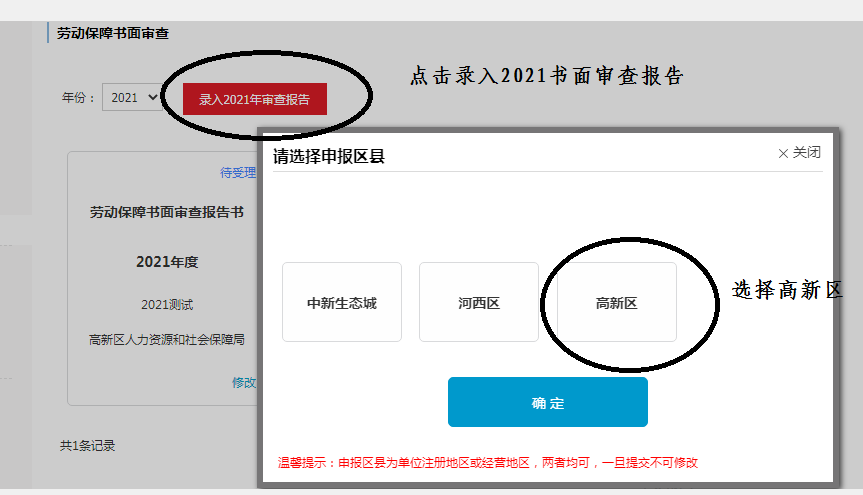 劳动保障书面审查
点击录入2021书面审查报告
年份： 2021 录入2021年审查报告
请选择申报区县
× 关闭
待受理
劳动保障书面审查报告书
2021年度
2021测试
高新区人力资源和社会保障局
修改
中新生态城 河西区 高新区
选择高新区
确定
共1条记录
温馨提示：申报区县为单位注册地区或经营地区，两者均可，一旦提交不可修改